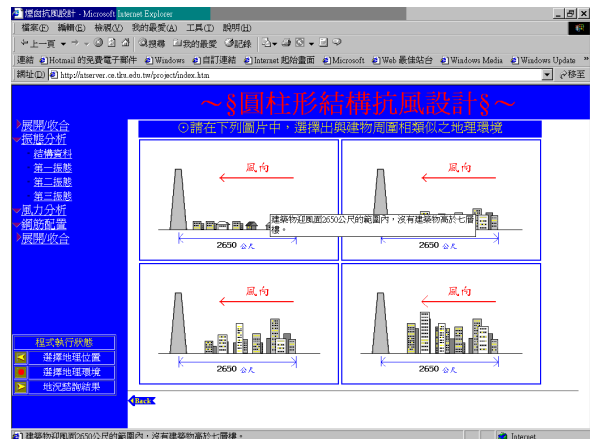 煙囪抗風設計 - Microsoft Internet Explorer
檔案(F) 編輯(E) 檢視(V) 我的最愛(A) 工具(T) 說明(H)
上一頁 搜尋 我的最愛 記錄
連結 Hotmail 的免費電子郵件 Windows 自訂連結 Internet 起始畫面 Microsoft Web 最佳站台 Windows Media Windows Update »
網址(D) http://atserver.ce.tku.edu.tw/project/index.htm 移至
～§圓柱形結構抗風設計§～
⊙請在下列圖片中，選擇出與建物周圍相類似之地理環境
展開/收合
振態分析
結構資料
第一振態
第二振態
第三振態
風力分析
鋼筋配置
展開/收合
風向
2650 公尺
風向
2650 公尺
建築物迎風面2650公尺的範圍內，沒有建築物高於七層樓。
風向
2650 公尺
風向
2650 公尺
程式執行狀態
選擇地理位置
選擇地理環境
地況諮詢結果
Back
建築物迎風面2650公尺的範圍內，沒有建築物高於七層樓。 Internet